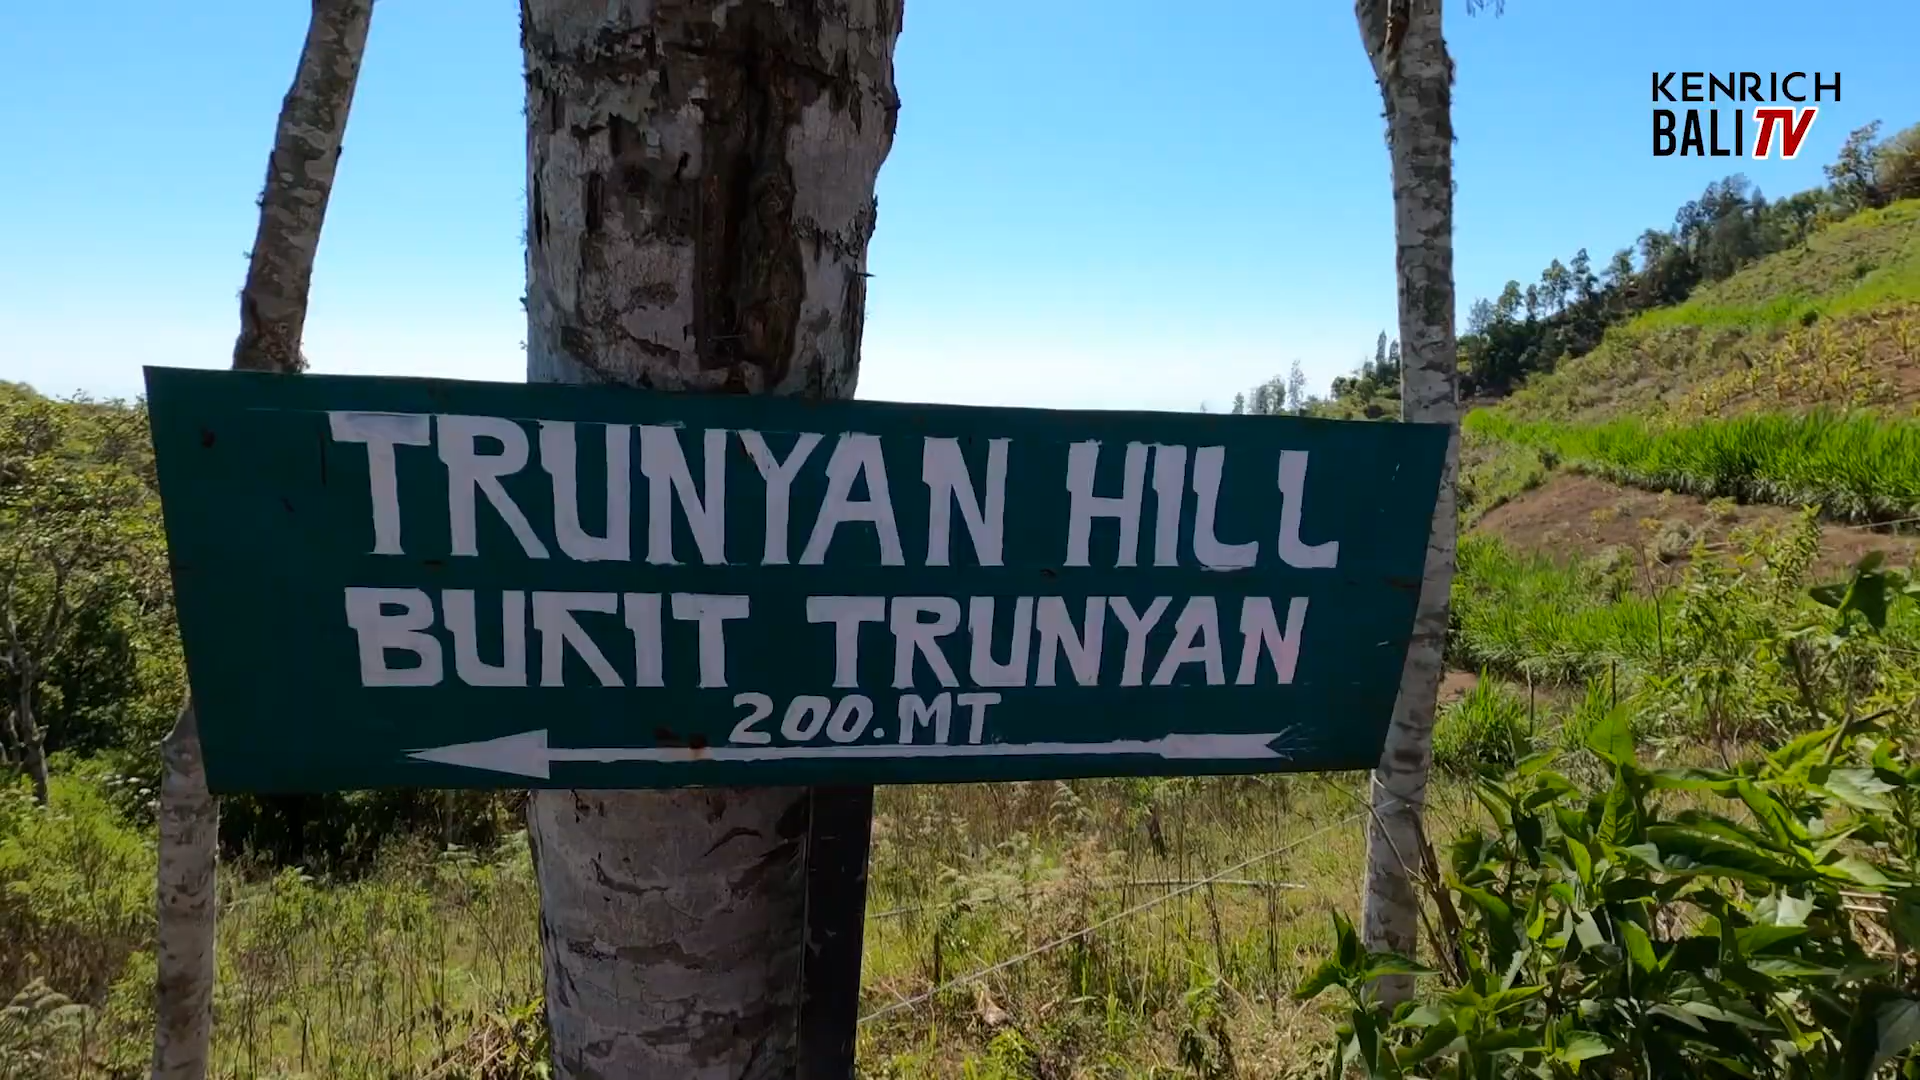 KENRICH
BALI TV
TRUNYAN HILL
BUKIT TRUNYAN
200.MT